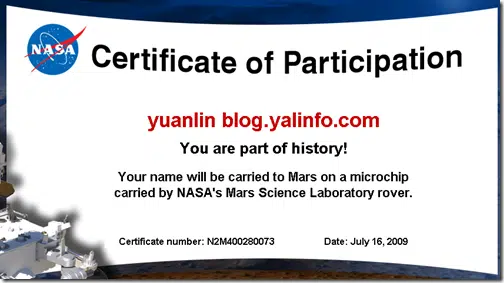 NASA
Certificate of Participation
yuanlin blog.yalinfo.com
You are part of history!
Your name will be carried to Mars on a microchip
carried by NASA's Mars Science Laboratory rover.
Certificate number: N2M400280073 Date: July 16, 2009